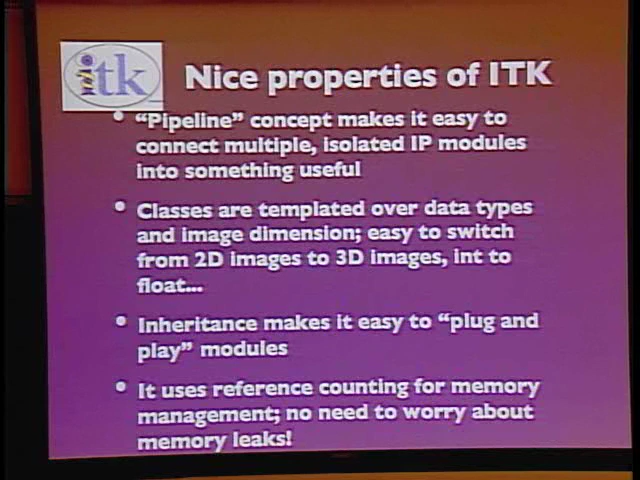 itk
Nice properties of ITK
• "Pipeline" concept makes it easy to
connect multiple, isolated IP modules
into something useful
• Classes are templated over data types
and image dimension; easy to switch
from 2D images to 3D images, int to
float...
• Inheritance makes it easy to "plug and
play" modules
• It uses reference counting for memory
management; no need to worry about
memory leaks!